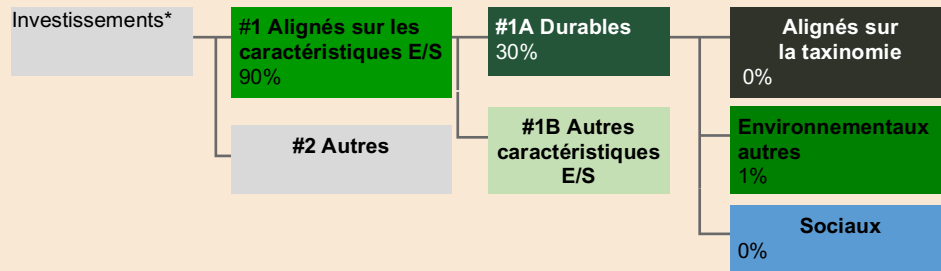 Investissements*
#1 Alignés sur les
caractéristiques E/S
90%
#2 Autres
#1A Durables
30%
#1B Autres
caractéristiques
E/S
Alignés sur
la taxinomie
0%
Environnementaux
autres
1%
Sociaux
0%